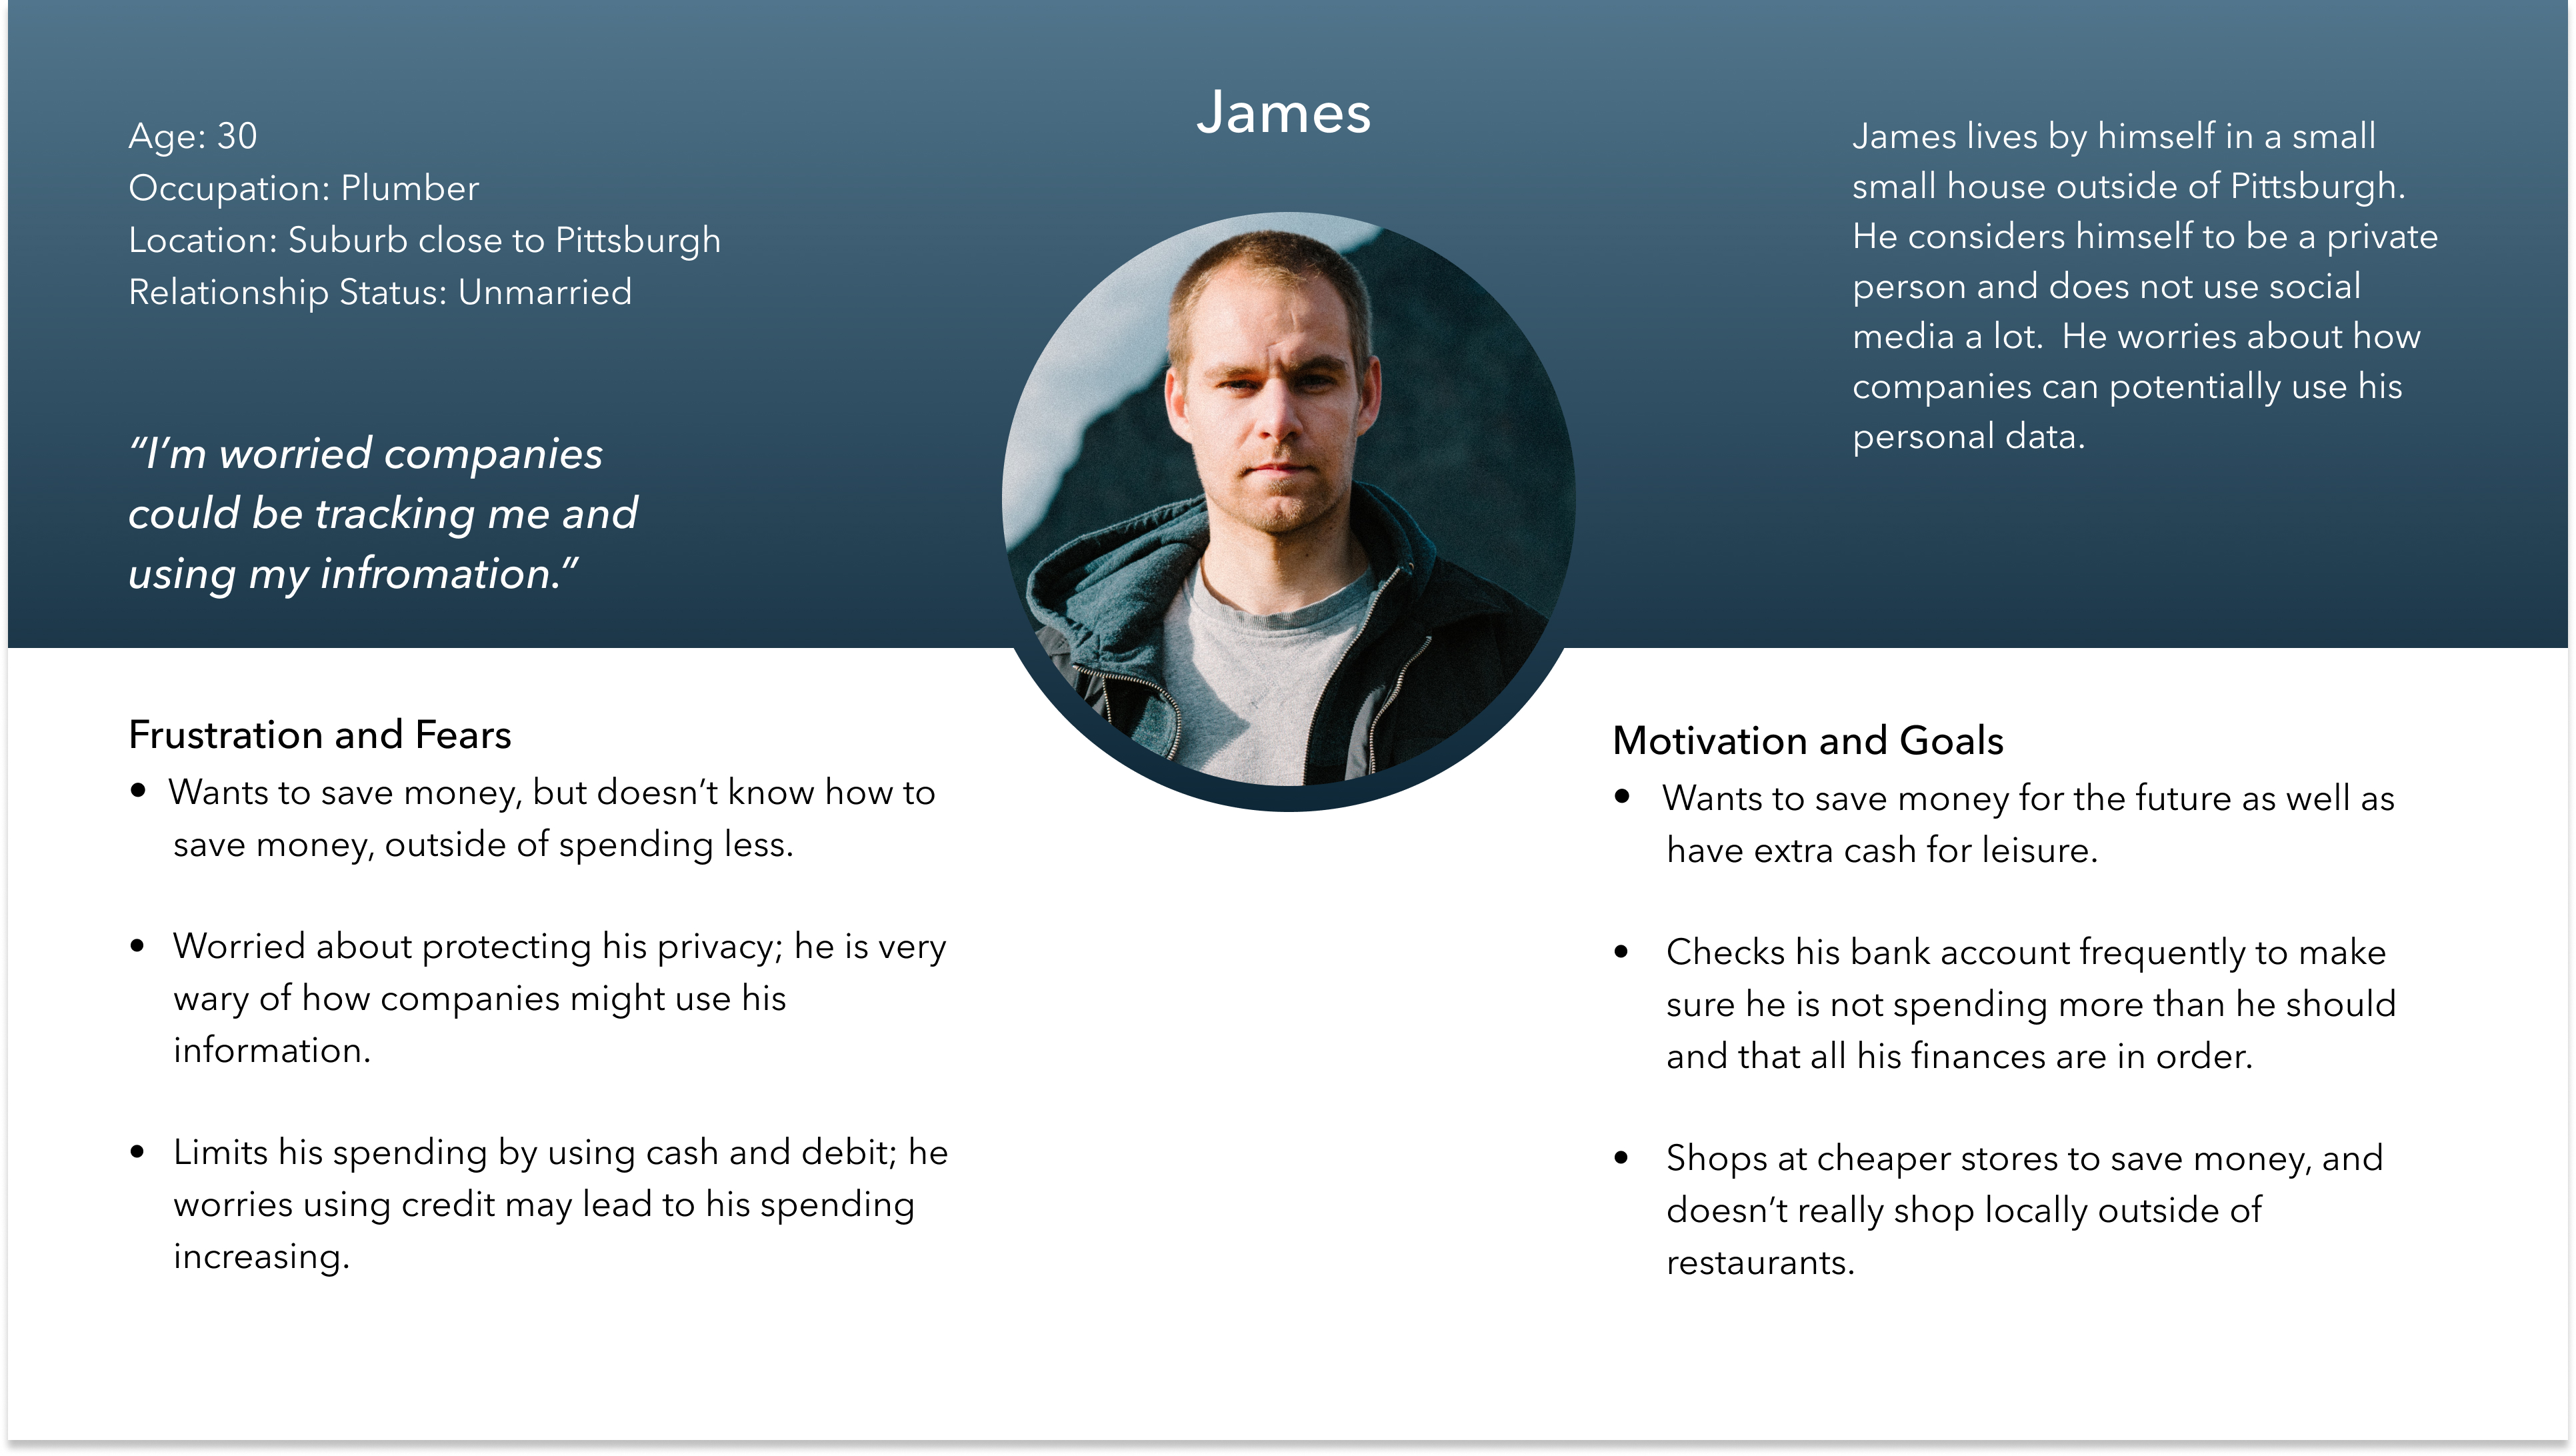 James
Age: 30
Occupation: Plumber
Location: Suburb close to Pittsburgh
Relationship Status: Unmarried
“I’m worried companies
could be tracking me and
using my infromation.”
James lives by himself in a small
small house outside of Pittsburgh.
He considers himself to be a private
person and does not use social
media a lot.  He worries about how
companies can potentially use his
personal data.
Frustration and Fears
• Wants to save money, but doesn’t know how to
save money, outside of spending less.
• Worried about protecting his privacy; he is very
wary of how companies might use his
information.
• Limits his spending by using cash and debit; he
worries using credit may lead to his spending
increasing.
Motivation and Goals
• Wants to save money for the future as well as
have extra cash for leisure.
• Checks his bank account frequently to make
sure he is not spending more than he should
and that all his finances are in order.
• Shops at cheaper stores to save money, and
doesn’t really shop locally outside of
restaurants.